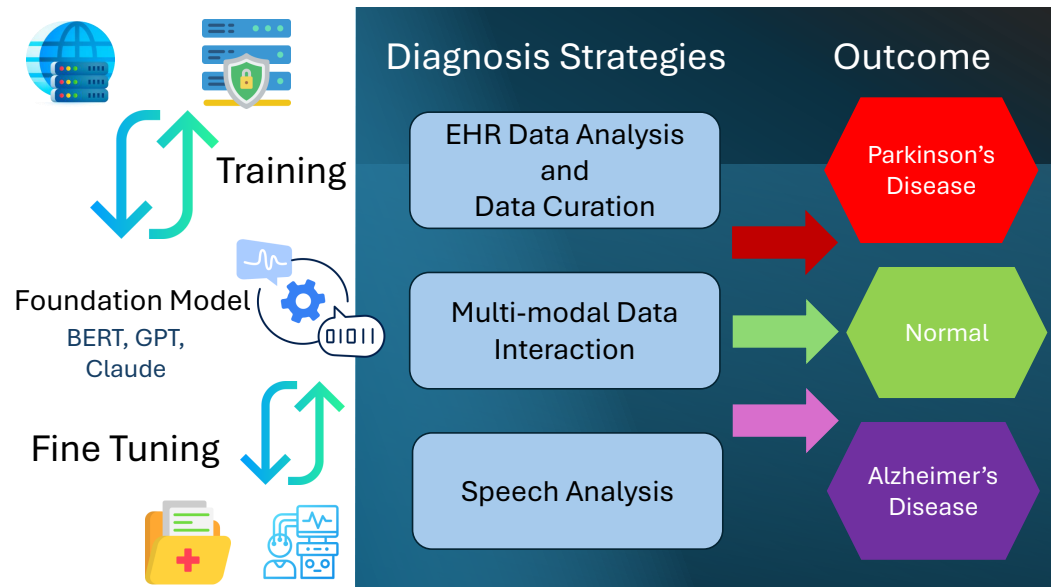 Training
Foundation Model
BERT, GPT,
Claude
01011
Fine Tuning
Diagnosis Strategies
EHR Data Analysis
and
Data Curation
Multi-modal Data
Interaction
Speech Analysis
Outcome
Parkinson's
Disease
Normal
Alzheimer's
Disease